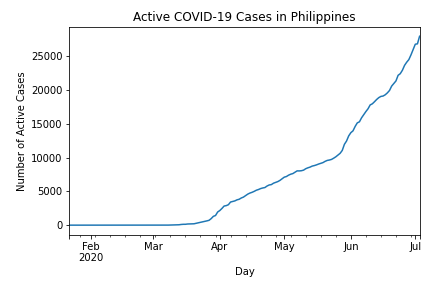 Active COVID-19 Cases in Philippines
Number of Active Cases
25000
20000
15000
10000
5000
0
Feb Mar Apr May Jun Jul
2020
Day